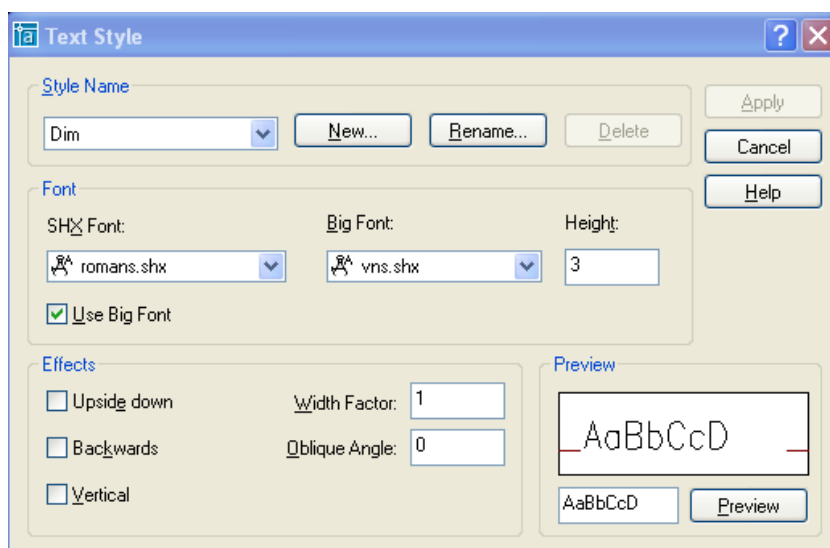 Text Style
Style Name
Dim
New...
Rename...
Delete
Apply
Cancel
Help
Font
SHX Font:
Big Font:
Height:
romans.shx
vns.shx
3
Use Big Font
Effects
Upside down
Width Factor: 1
Backwards
Oblique Angle: 0
Vertical
Preview
AaBbCcD
AaBbCcD
Preview